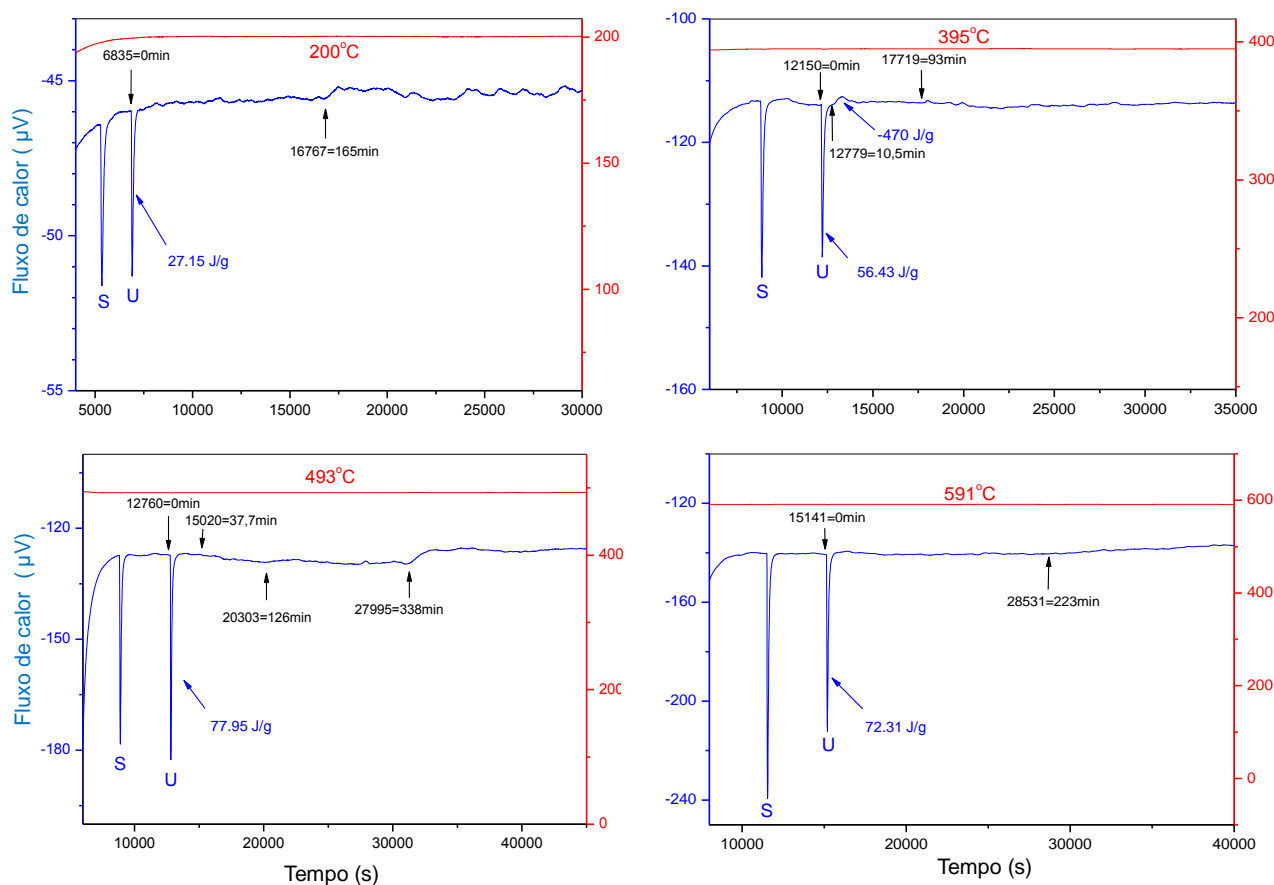 Fluxo de calor ( µV)
-45
-50
-55
200
150
100
5000 10000 15000 20000 25000 30000
200°C
6835=0min
16767=165min
27.15 J/g
S U
-100
-120
-140
-160
400
300
200
10000 15000 20000 25000 30000 35000
395°C
12150=0min
17719=93min
-470 J/g
12779=10,5min
56.43 J/g
S U
Fluxo de calor ( µV)
-120
-150
-180
400
200
0
10000 20000 30000 40000
Tempo (s)
493°C
12760=0min
15020=37,7min
20303=126min
27995=338min
77.95 J/g
S U
-120
-160
-200
-240
600
400
200
0
10000 20000 30000 40000
Tempo (s)
591°C
15141=0min
28531=223min
72.31 J/g
S U